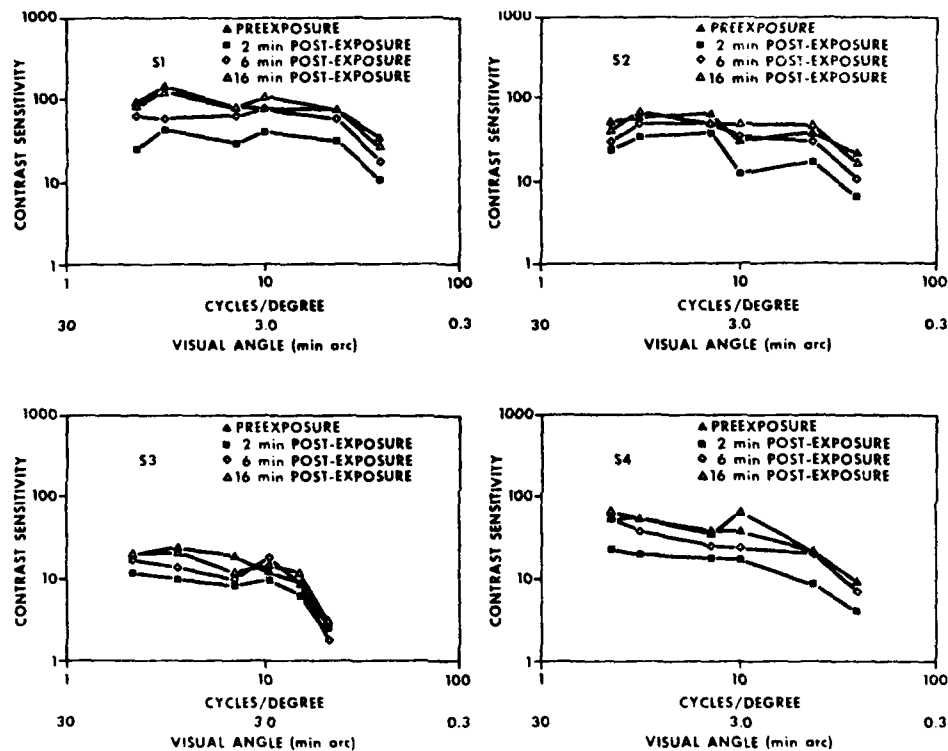 1000
100
10
1
CONTRAST SENSITIVITY
S1
▲ PREEXPOSURE
■ 2 min POST-EXPOSURE
◇ 6 min POST-EXPOSURE
△ 16 min POST-EXPOSURE
1 10 100
CYCLES/DEGREE
30 3.0 0.3
VISUAL ANGLE (min arc)
1000
100
10
1
CONTRAST SENSITIVITY
S2
▲ PREEXPOSURE
■ 2 min POST-EXPOSURE
◇ 6 min POST-EXPOSURE
△ 16 min POST-EXPOSURE
1 10 100
CYCLES/DEGREE
30 3.0 0.3
VISUAL ANGLE (min arc)
1000
100
10
1
CONTRAST SENSITIVITY
S3
▲ PREEXPOSURE
■ 2 min POST-EXPOSURE
◇ 6 min POST-EXPOSURE
▲ 16 min POST-EXPOSURE
1 10 100
CYCLES/DEGREE
30 3.0 0.3
VISUAL ANGLE (min arc)
1000
100
10
1
CONTRAST SENSITIVITY
S4
▲ PREEXPOSURE
■ 2 min POST-EXPOSURE
◇ 6 min POST-EXPOSURE
▲ 16 min POST-EXPOSURE
1 10 100
CYCLES/DEGREE
30 3.0 0.3
VISUAL ANGLE (min arc)